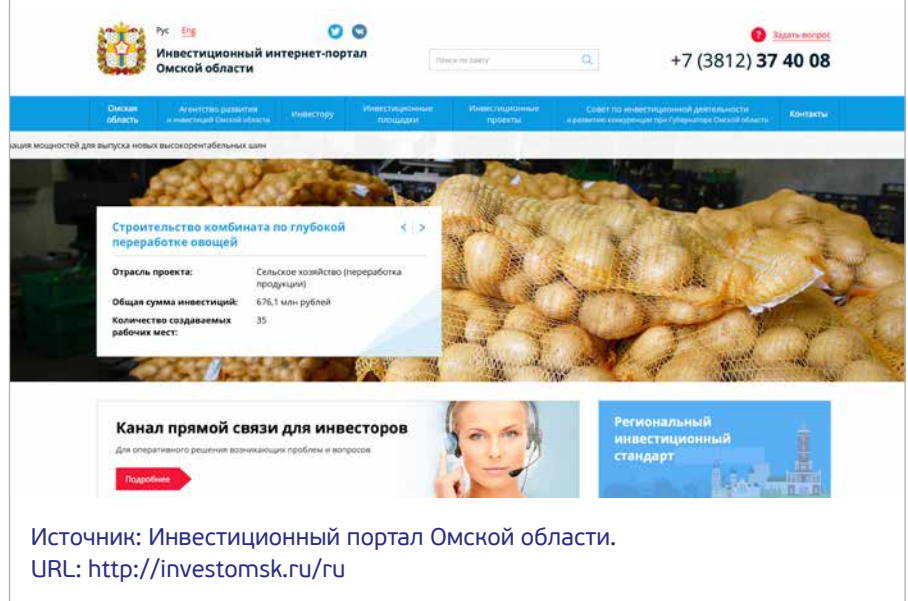 Рус Eng
Инвестиционный интернет-портал
Омской области
Поиск по сайту
? Задать вопрос
+7 (3812) 37 40 08
Омская
область
Агентство развития
и инвестиций Омской области
Инвестору
Инвестиционные
площадки
Инвестиционные
проекты
Совет по инвестиционной деятельности
и развитию конкуренции при Губернаторе Омской области
Контакты
ация мощностей для выпуска новых высокорентабельных шин
Строительство комбината по глубокой
переработке овощей
< | >
Отрасль проекта: Сельское хозяйство (переработка
продукции)
Общая сумма инвестиций: 676,1 млн рублей
Количество создаваемых 35
рабочих мест:
Канал прямой связи для инвесторов
Для оперативного решения возникающих проблем и вопросов
Подробнее
Региональный
инвестиционный
стандарт
Источник: Инвестиционный портал Омской области.
URL: http://investomsk.ru/ru